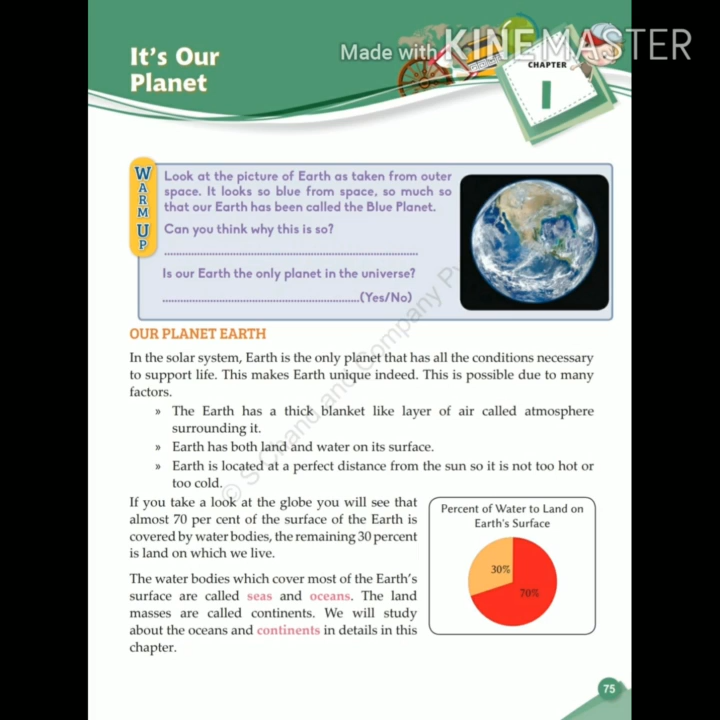 It's Our
Planet
Made with KINEMASTER
CHAPTER
1
WARM UP
Look at the picture of Earth as taken from outer
space. It looks so blue from space, so much so
that our Earth has been called the Blue Planet.
Can you think why this is so?
................................................................................
Is our Earth the only planet in the universe?
..............................................................(Yes/No)
OUR PLANET EARTH
In the solar system, Earth is the only planet that has all the conditions necessary
to support life. This makes Earth unique indeed. This is possible due to many
factors.
» The Earth has a thick blanket like layer of air called atmosphere
surrounding it.
» Earth has both land and water on its surface.
» Earth is located at a perfect distance from the sun so it is not too hot or
too cold.
If you take a look at the globe you will see that
almost 70 per cent of the surface of the Earth is
covered by water bodies, the remaining 30 percent
is land on which we live.
The water bodies which cover most of the Earth's
surface are called seas and oceans. The land
masses are called continents. We will study
about the oceans and continents in details in this
chapter.
Percent of Water to Land on
Earth's Surface
30%
70%
© S Chand and Company P
75